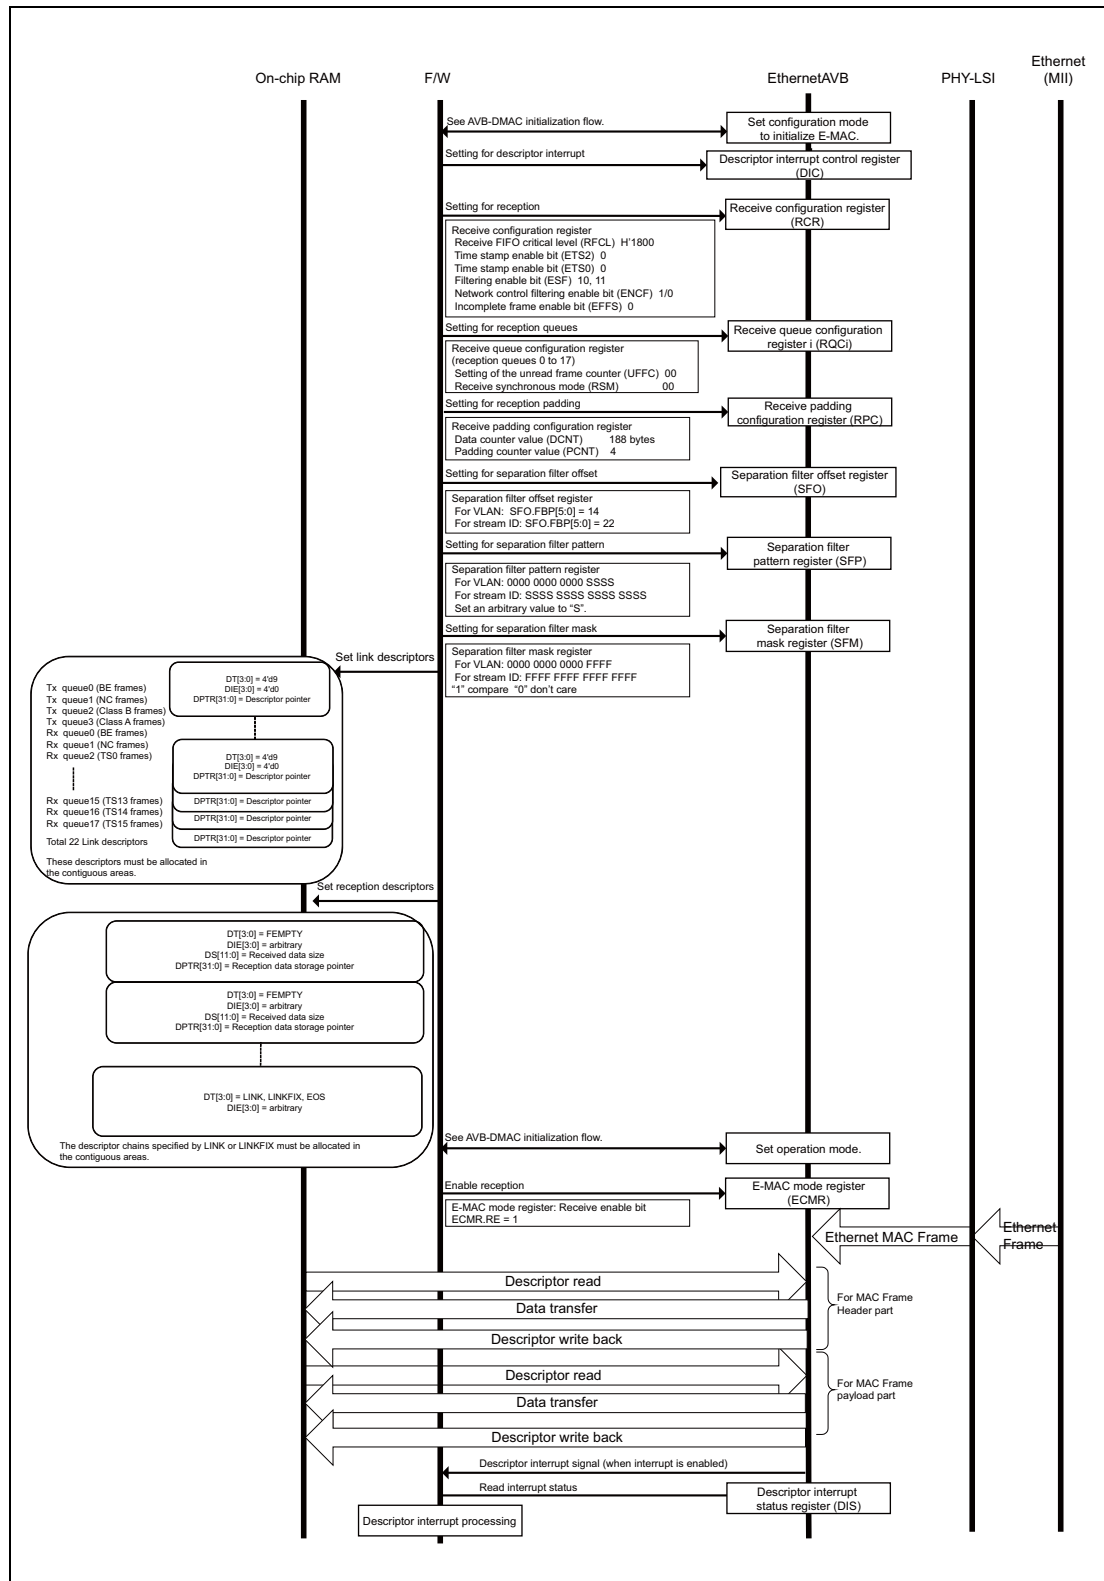 Ethernet
(MII)
On-chip RAM
F/W
EthernetAVB
PHY-LSI
See AVB-DMAC initialization flow.
Set configuration mode
to initialize E-MAC.
Setting for descriptor interrupt
Descriptor interrupt control register
(DIC)
Setting for reception
Receive configuration register
(RCR)
Receive configuration register
Receive FIFO critical level (RFCL) H'1800
Time stamp enable bit (ETS2) 0
Time stamp enable bit (ETS0) 0
Filtering enable bit (ESF) 10, 11
Network control filtering enable bit (ENCF) 1/0
Incomplete frame enable bit (EFFS) 0
Setting for reception queues
Receive queue configuration
register i (RQCi)
Receive queue configuration register
(reception queues 0 to 17)
Setting of the unread frame counter (UFFC) 00
Receive synchronous mode (RSM) 00
Setting for reception padding
Receive padding
configuration register (RPC)
Receive padding configuration register
Data counter value (DCNT) 188 bytes
Padding counter value (PCNT) 4
Setting for separation filter offset
Separation filter offset register
(SFO)
Separation filter offset register
For VLAN: SFO.FBP[5:0] = 14
For stream ID: SFO.FBP[5:0] = 22
Setting for separation filter pattern
Separation filter
pattern register (SFP)
Separation filter pattern register
For VLAN: 0000 0000 0000 SSSS
For stream ID: SSSS SSSS SSSS SSSS
Set an arbitrary value to “S”.
Setting for separation filter mask
Separation filter
mask register (SFM)
Separation filter mask register
For VLAN: 0000 0000 0000 FFFF
For stream ID: FFFF FFFF FFFF FFFF
“1” compare “0” don't care
Set link descriptors
Tx queue0 (BE frames)
Tx queue1 (NC frames)
Tx queue2 (Class B frames)
Tx queue3 (Class A frames)
Rx queue0 (BE frames)
Rx queue1 (NC frames)
Rx queue2 (TS0 frames)
Rx queue15 (TS13 frames)
Rx queue16 (TS14 frames)
Rx queue17 (TS15 frames)
Total 22 Link descriptors
These descriptors must be allocated in
the contiguous areas.
DT[3:0] = 4'd9
DIE[3:0] = 4'd0
DPTR[31:0] = Descriptor pointer
DT[3:0] = 4'd9
DIE[3:0] = 4'd0
DPTR[31:0] = Descriptor pointer
DPTR[31:0] = Descriptor pointer
DPTR[31:0] = Descriptor pointer
DPTR[31:0] = Descriptor pointer
Set reception descriptors
DT[3:0] = FEMPTY
DIE[3:0] = arbitrary
DS[11:0] = Received data size
DPTR[31:0] = Reception data storage pointer
DT[3:0] = FEMPTY
DIE[3:0] = arbitrary
DS[11:0] = Received data size
DPTR[31:0] = Reception data storage pointer
DT[3:0] = LINK, LINKFIX, EOS
DIE[3:0] = arbitrary
The descriptor chains specified by LINK or LINKFIX must be allocated in
the contiguous areas.
See AVB-DMAC initialization flow.
Set operation mode.
Enable reception
E-MAC mode register
(ECMR)
E-MAC mode register: Receive enable bit
ECMR.RE = 1
Ethernet MAC Frame
Ethernet
Frame
Descriptor read
Data transfer
Descriptor write back
For MAC Frame
Header part
Descriptor read
Data transfer
Descriptor write back
For MAC Frame
payload part
Descriptor interrupt signal (when interrupt is enabled)
Read interrupt status
Descriptor interrupt
status register (DIS)
Descriptor interrupt processing